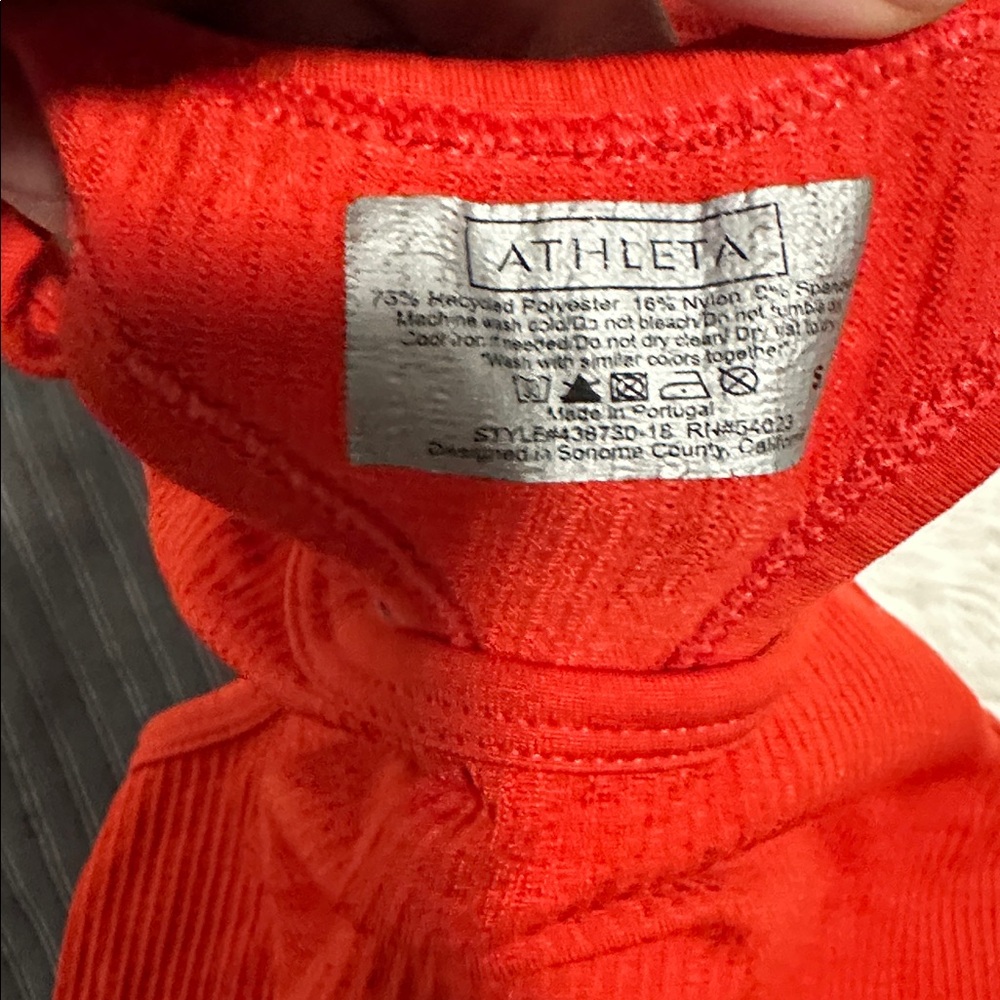 ATHLETA
Recycled Polyester 16% Nylon
Machine wash cold/Do not bleach/Do not tumble
Cool iron if needed/Do not dry clean/
*Wash with similar colors together*
S
Made in Portugal
STYLE#438730-18 RN#54023
Designed in Sonoma County,